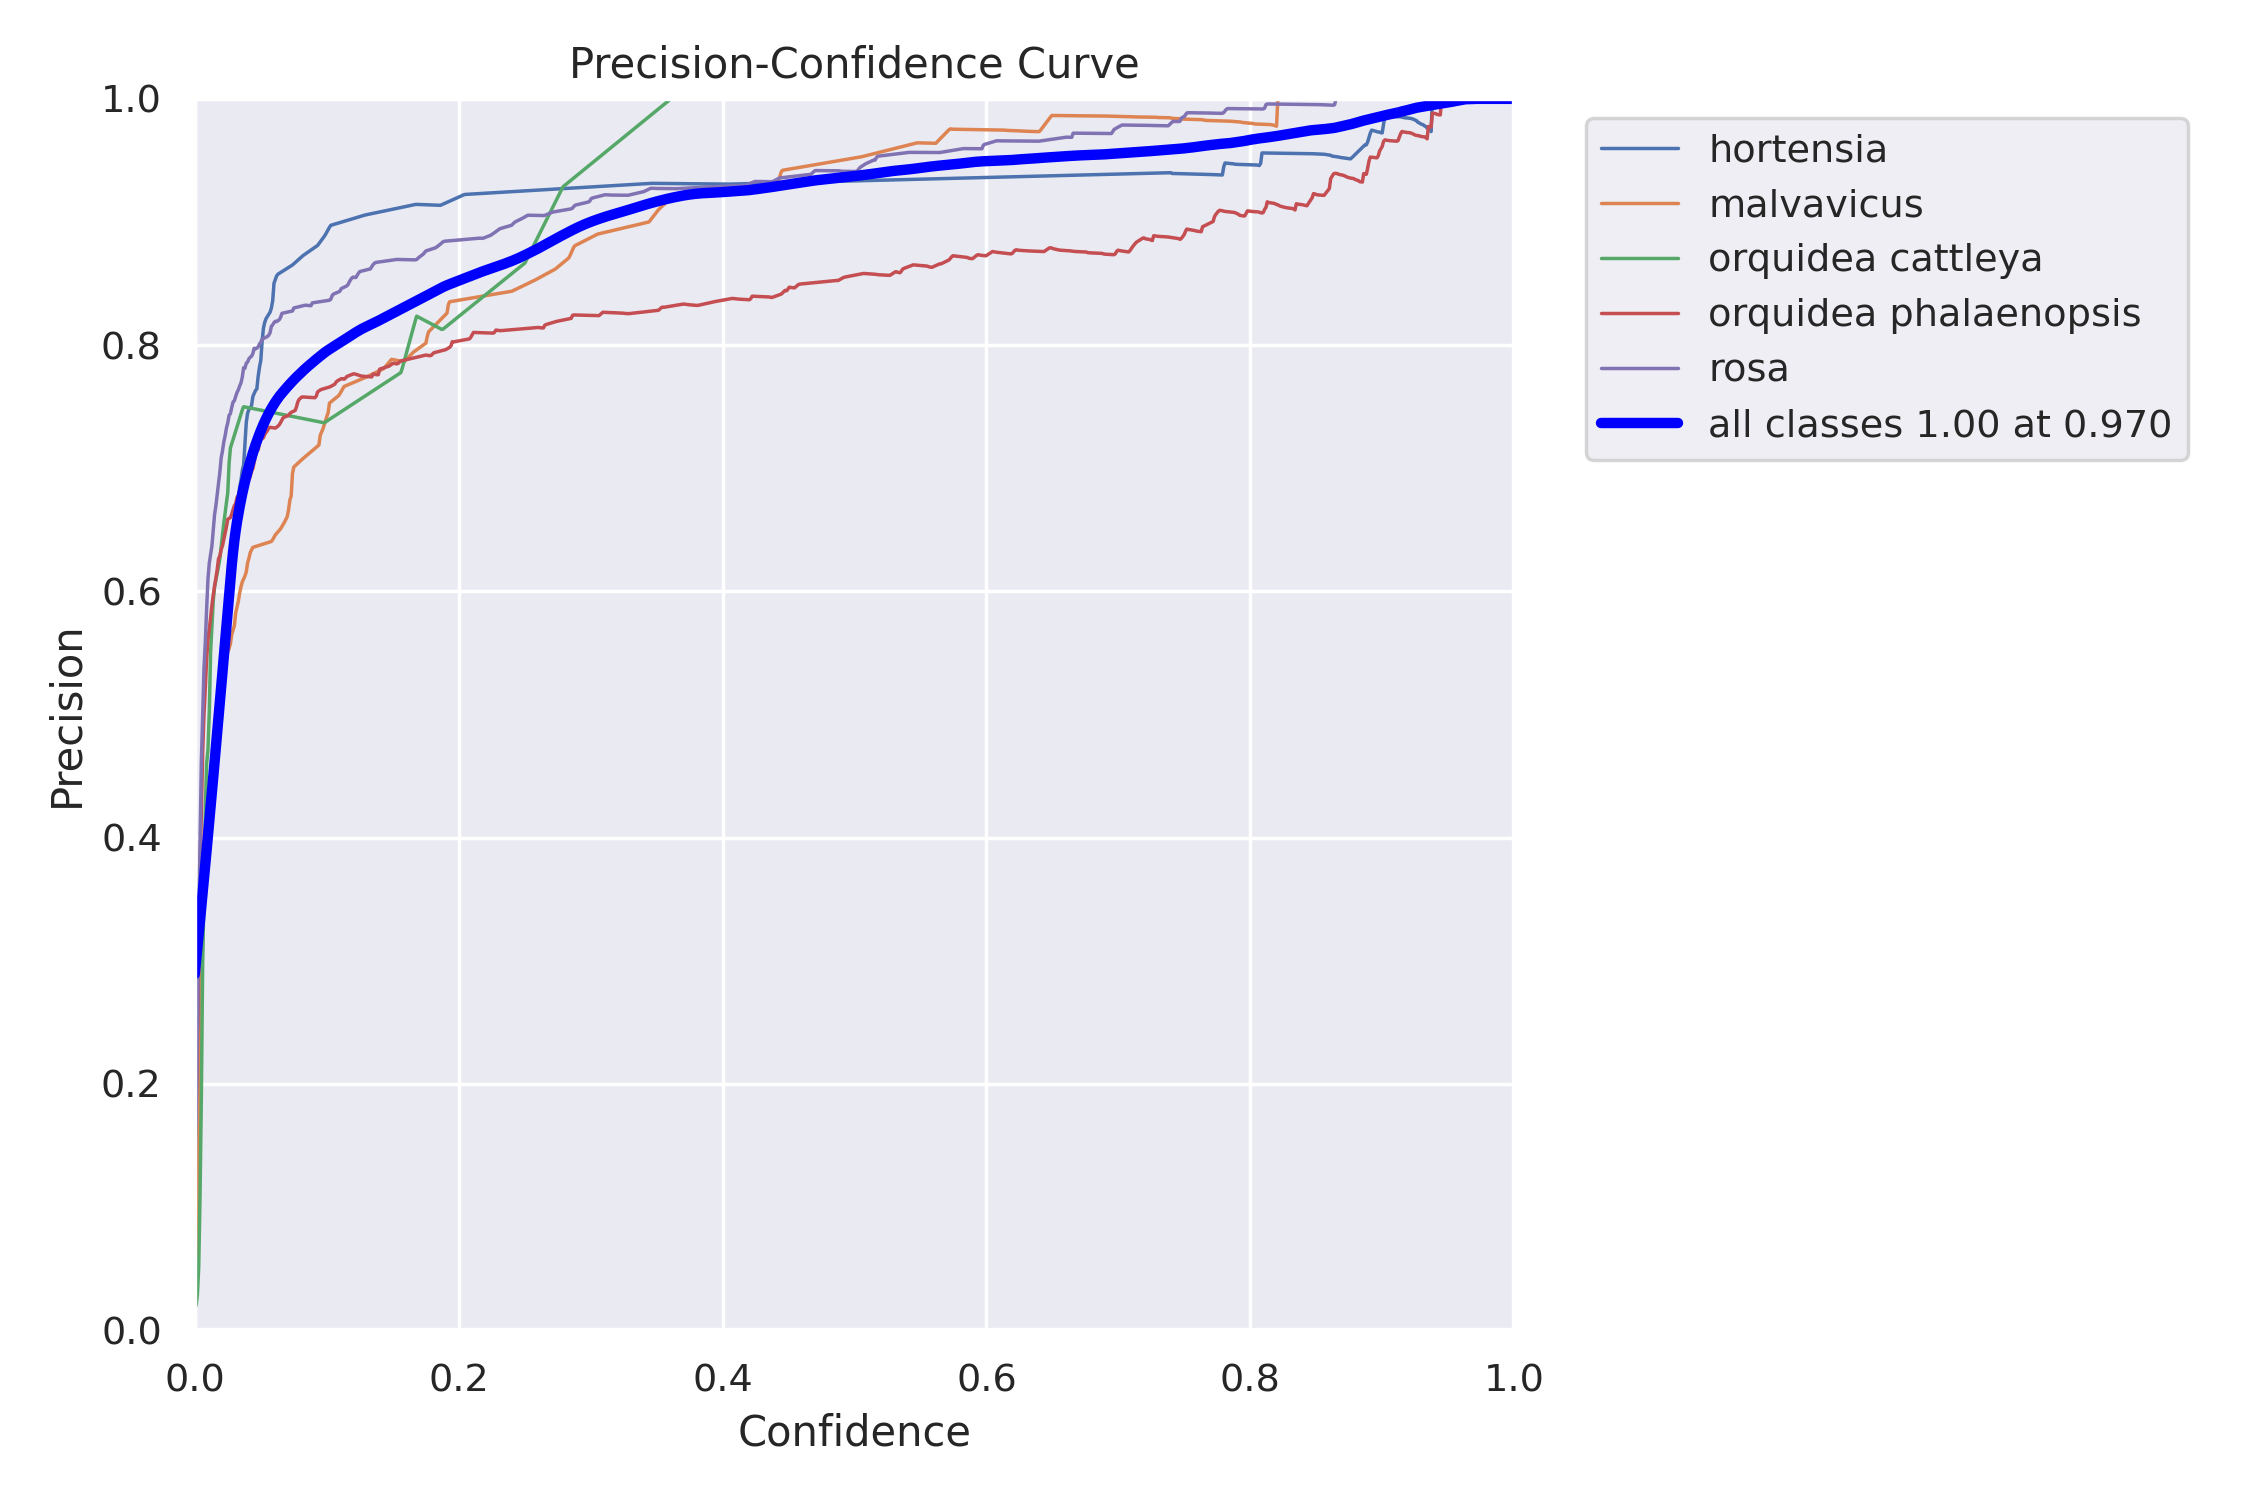 Precision-Confidence Curve
1.0
0.8
0.6
0.4
0.2
0.0
Precision
0.0 0.2 0.4 0.6 0.8 1.0
Confidence
hortensia
malvavicus
orquidea cattleya
orquidea phalaenopsis
rosa
all classes 1.00 at 0.970